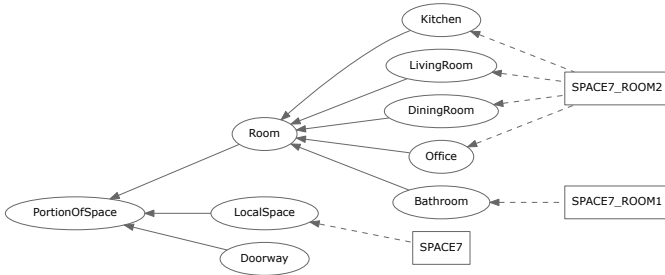 Kitchen
LivingRoom
SPACE7_ROOM2
DiningRoom
Room
Office
Bathroom
SPACE7_ROOM1
PortionOfSpace
LocalSpace
SPACE7
Doorway